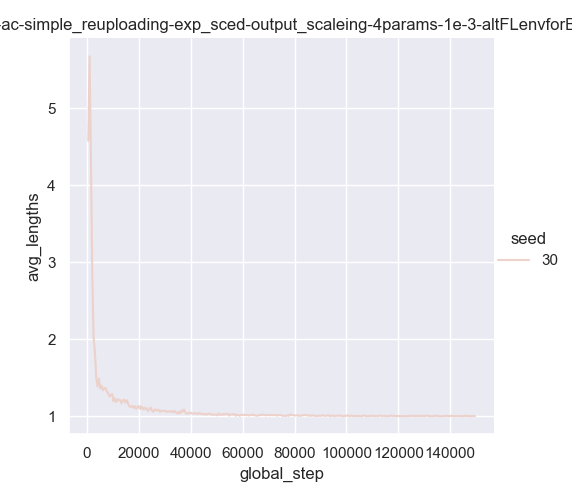 -ac-simple_reuploading-exp_sced-output_scaleing-4params-1e-3-altFLenvforE
5
4
3
2
1
avg_lengths
0 20000 40000 60000 80000 100000 120000 140000
global_step
seed
30